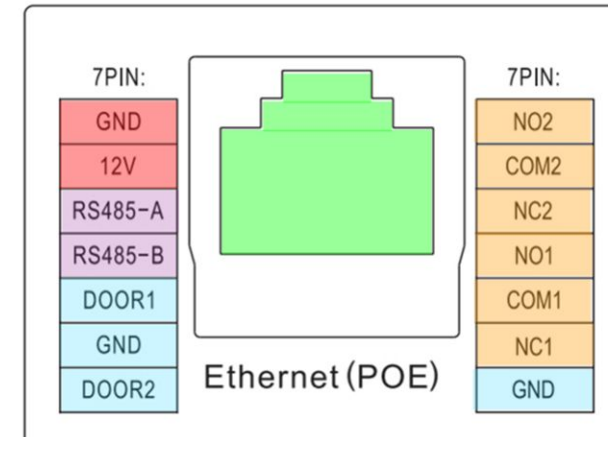 7PIN:
GND
12V
RS485-A
RS485-B
DOOR1
GND
DOOR2
Ethernet (POE)
7PIN:
NO2
COM2
NC2
NO1
COM1
NC1
GND